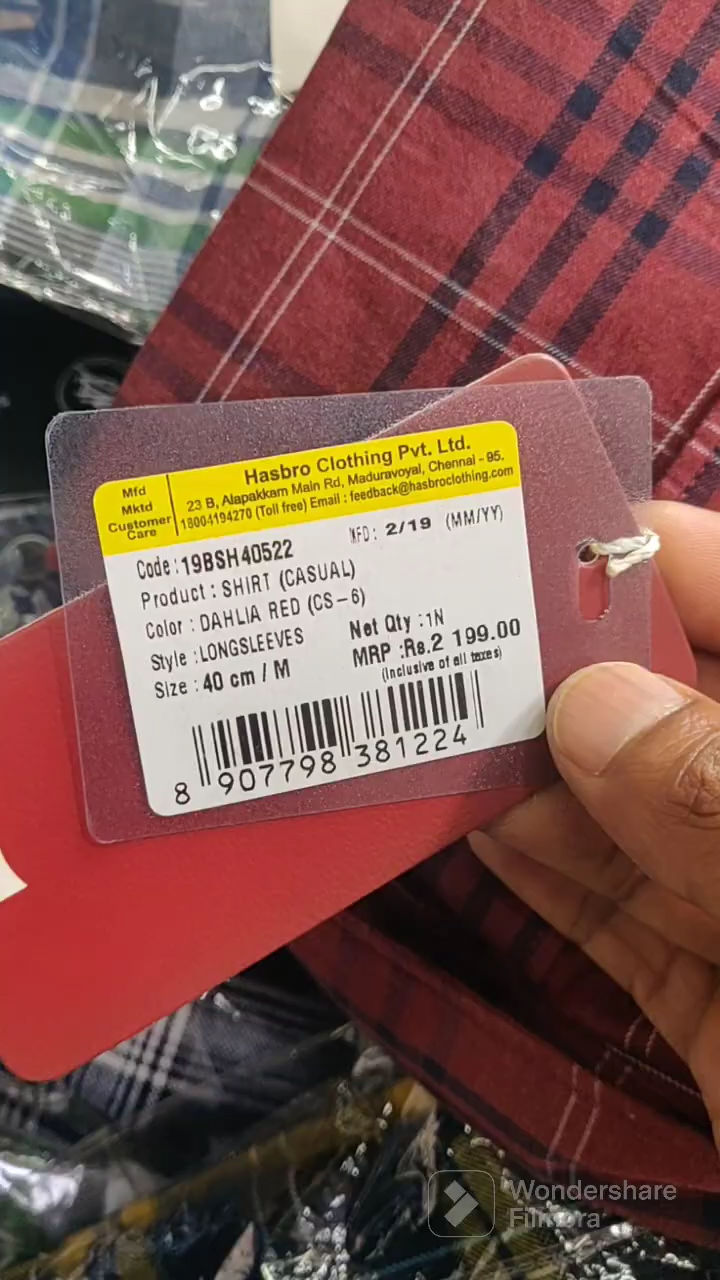 Hasbro Clothing Pvt. Ltd.
Mfd
Mktd
Customer
Care
23 B, Alapakkam Main Rd, Maduravoyal, Chennai - 95.
18004194270 (Toll free) Email : feedback@hasbroclothing.com
Code : 19BSH40522
MFD : 2/19 (MM/YY)
Product : SHIRT (CASUAL)
Color : DAHLIA RED (CS-6)
Style : LONGSLEEVES
Net Qty : 1N
Size : 40 cm / M
MRP : Rs.2 199.00
(Inclusive of all taxes)
8 907798 381224
Wondershare
Filmora